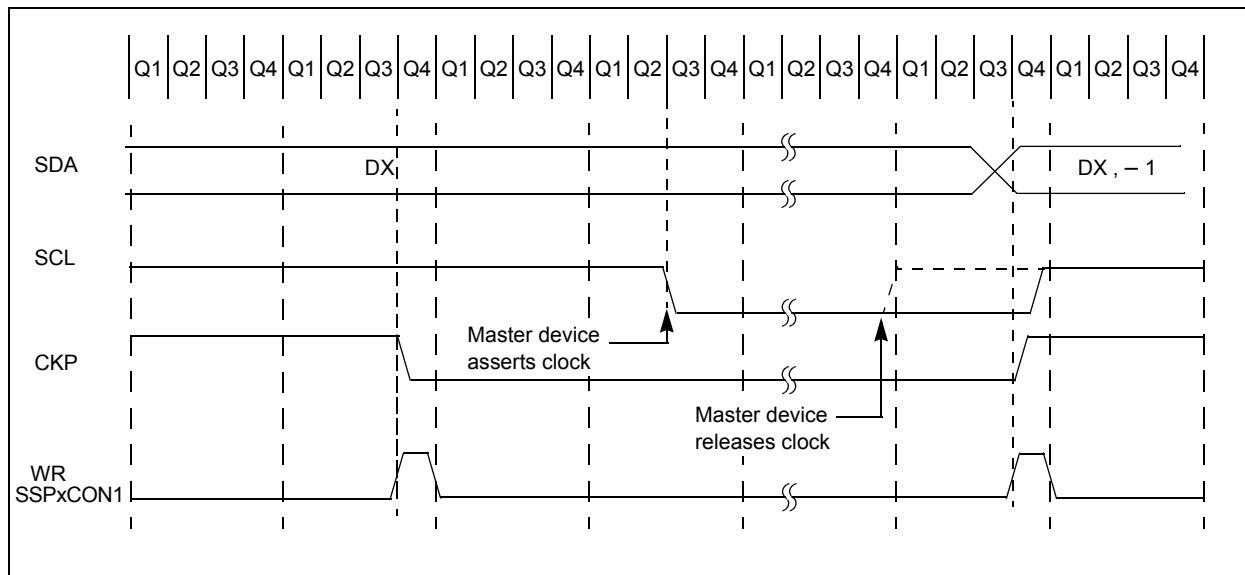 Q1 Q2 Q3 Q4 Q1 Q2 Q3 Q4 Q1 Q2 Q3 Q4 Q1 Q2 Q3 Q4 Q1 Q2 Q3 Q4 Q1 Q2 Q3 Q4 Q1 Q2 Q3 Q4
SDA
DX
DX , – 1
SCL
Master device
asserts clock
CKP
Master device
releases clock
WR
SSPxCON1